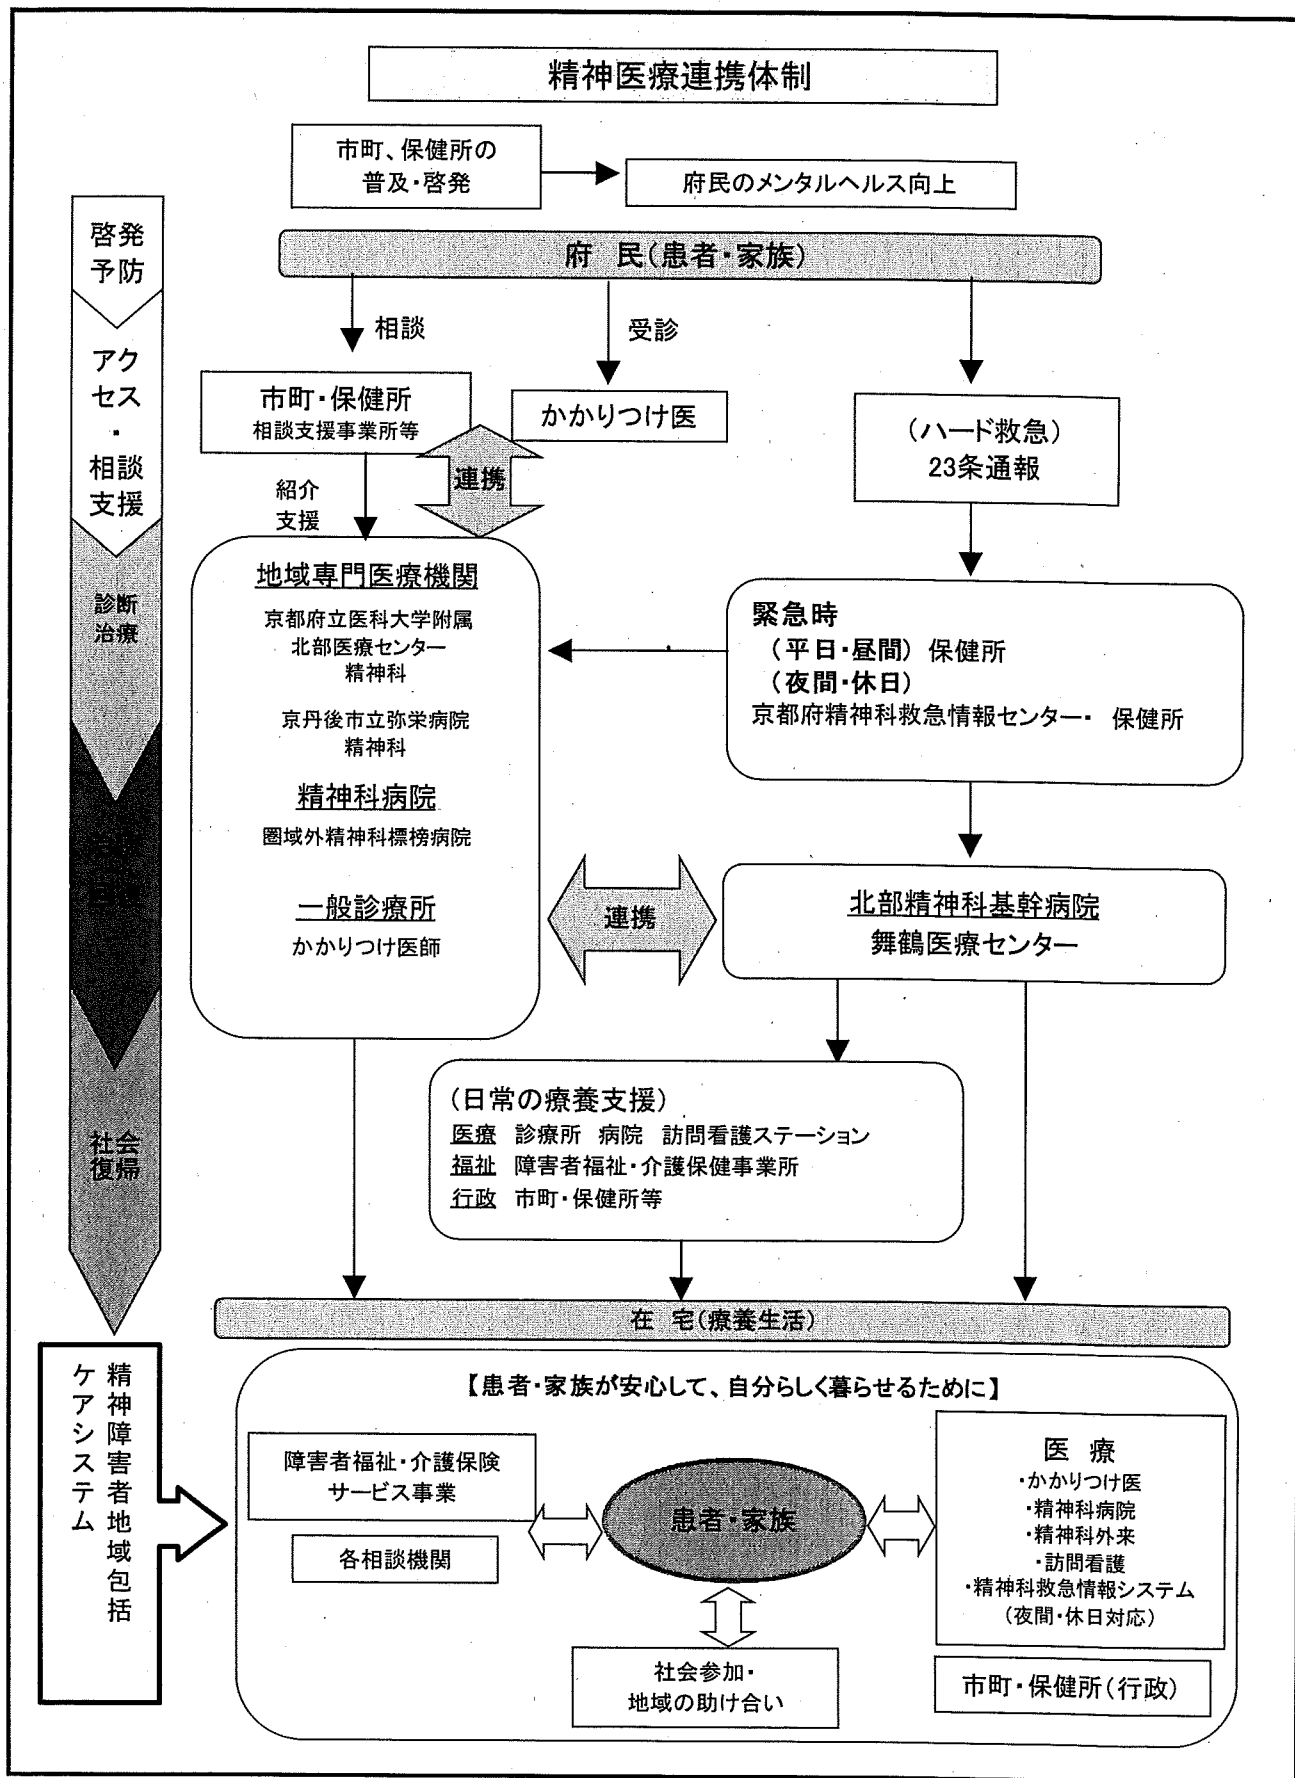 精神医療連携体制
市町、保健所の
普及・啓発
府民のメンタルヘルス向上
啓発
予防
府 民(患者・家族)
相談
受診
アク
セス
・
相談
支援
市町・保健所
相談支援事業所等
かかりつけ医
(ハード救急)
23条通報
連携
紹介
支援
地域専門医療機関
京都府立医科大学附属
北部医療センター
精神科
京丹後市立弥栄病院
精神科
精神科病院
圏域外精神科標榜病院
一般診療所
かかりつけ医師
診断
治療
緊急時
(平日・昼間) 保健所
(夜間・休日)
京都府精神科救急情報センター・ 保健所
連携
北部精神科基幹病院
舞鶴医療センター
(日常の療養支援)
医療 診療所 病院 訪問看護ステーション
福祉 障害者福祉・介護保健事業所
行政 市町・保健所等
社会
復帰
在 宅(療養生活)
精神障害者地域包括
ケアシステム
【患者・家族が安心して、自分らしく暮らせるために】
障害者福祉・介護保険
サービス事業
各相談機関
患者・家族
医 療
・かかりつけ医
・精神科病院
・精神科外来
・訪問看護
・精神科救急情報システム
(夜間・休日対応)
社会参加・
地域の助け合い
市町・保健所(行政)